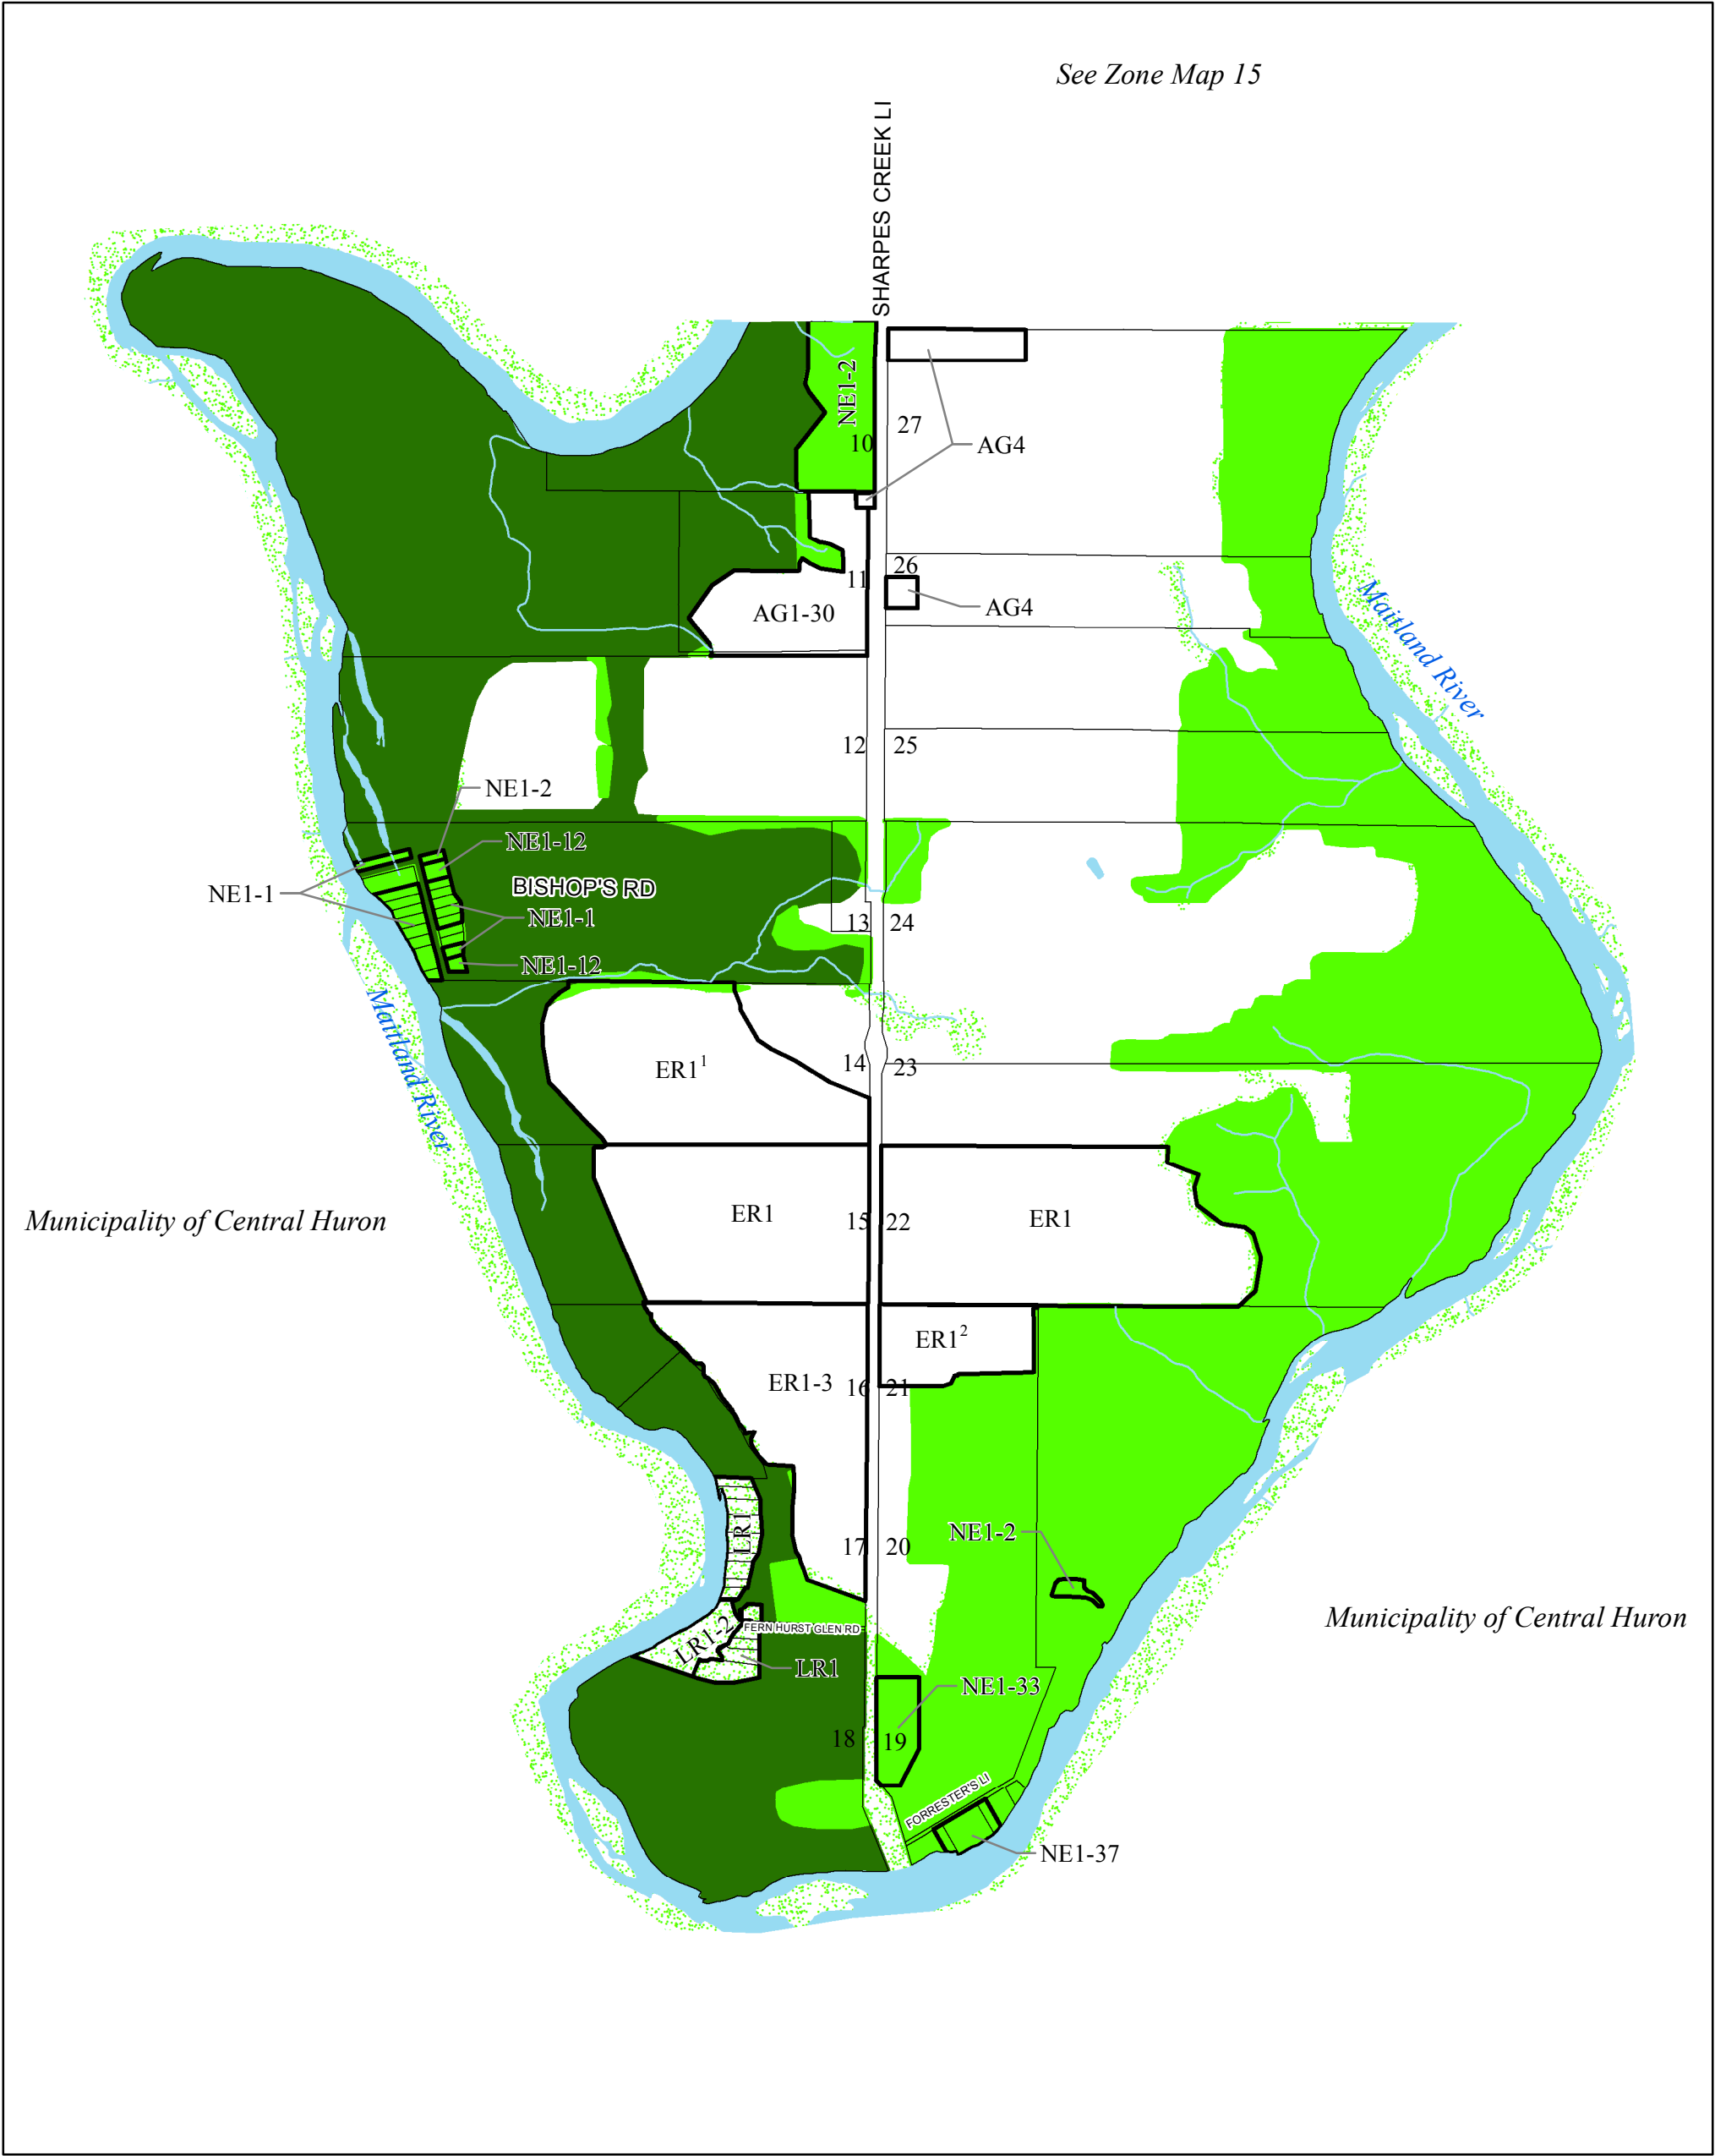 See Zone Map 15
SHARPES CREEK LI
NE1-2
10
27
AG4
11
26
AG1-30
AG4
Maitland River
12
25
NE1-2
NE1-12
BISHOP'S RD
NE1-1
NE1-1
13
24
NE1-12
Maitland River
ER1¹
14
23
Municipality of Central Huron
ER1
15
22
ER1
ER1²
ER1-3
16
21
LR1
17
20
NE1-2
Municipality of Central Huron
LR1-2
FERN HURST GLEN RD
LR1
NE1-33
18
19
FORRESTER'S LI
NE1-37